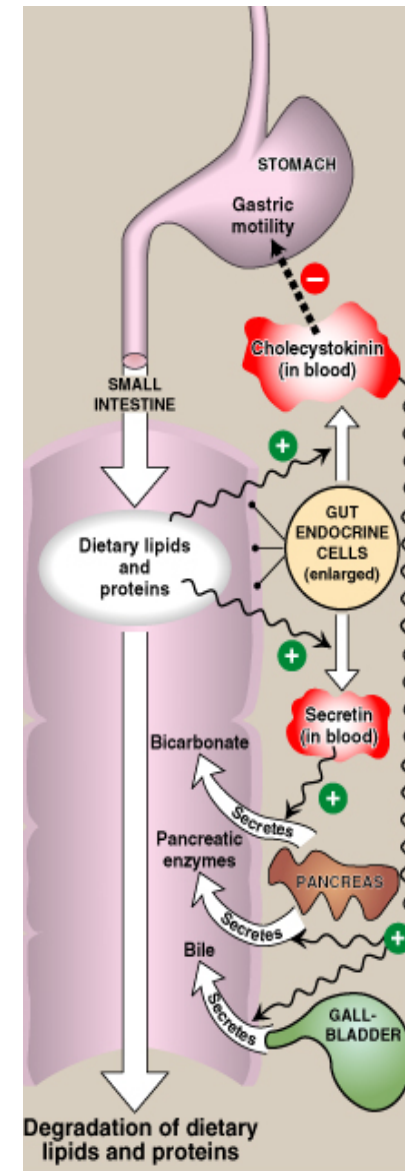 STOMACH
Gastric
motility
−
Cholecystokinin
(in blood)
SMALL
INTESTINE
+
GUT
ENDOCRINE
CELLS
(enlarged)
Dietary lipids
and
proteins
+
Secretin
(in blood)
Bicarbonate
+
Secretes
Pancreatic
enzymes
PANCREAS
Secretes
+
Bile
Secretes
GALL-
BLADDER
Degradation of dietary
lipids and proteins